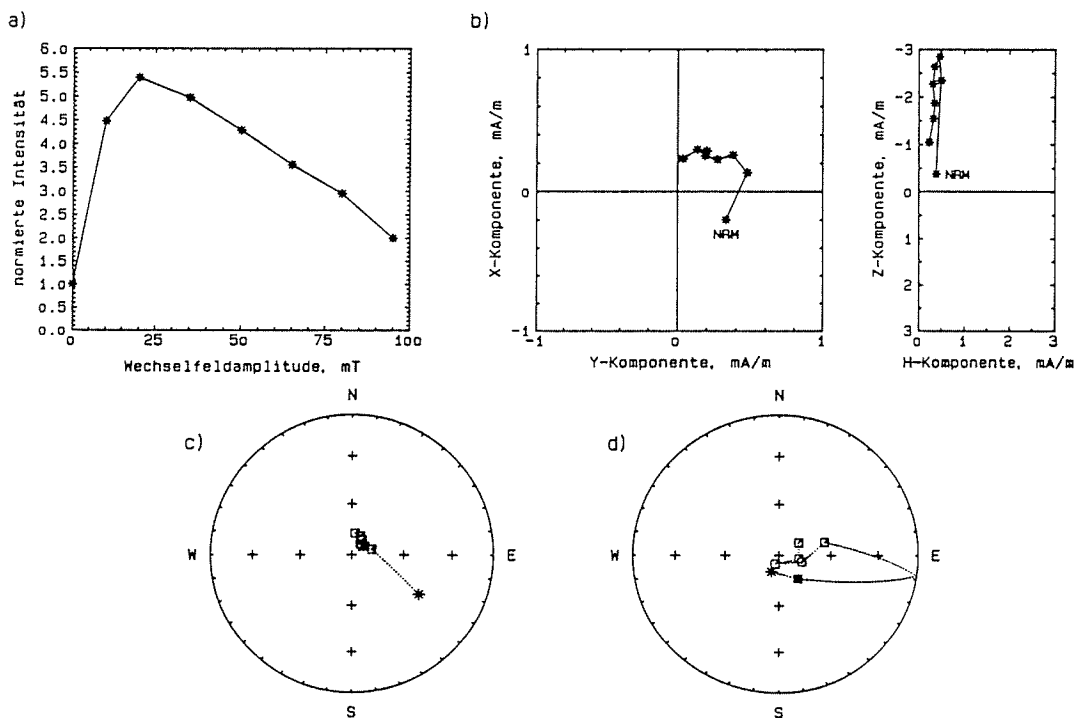 a)
6.0
5.5
5.0
4.5
4.0
3.5
3.0
2.5
2.0
1.5
1.0
0.5
0.0
normierte Intensität
0 25 50 75 100
Wechselfeldamplitude, mT
b)
1
0
-1
X-Komponente, mA/m
NRM
-1 0 1
Y-Komponente, mA/m
-3
-2
-1
0
1
2
3
Z-Komponente, mA/m
NRM
0 1 2 3
H-Komponente, mA/m
c)
N
W
E
S
d)
N
W
E
S